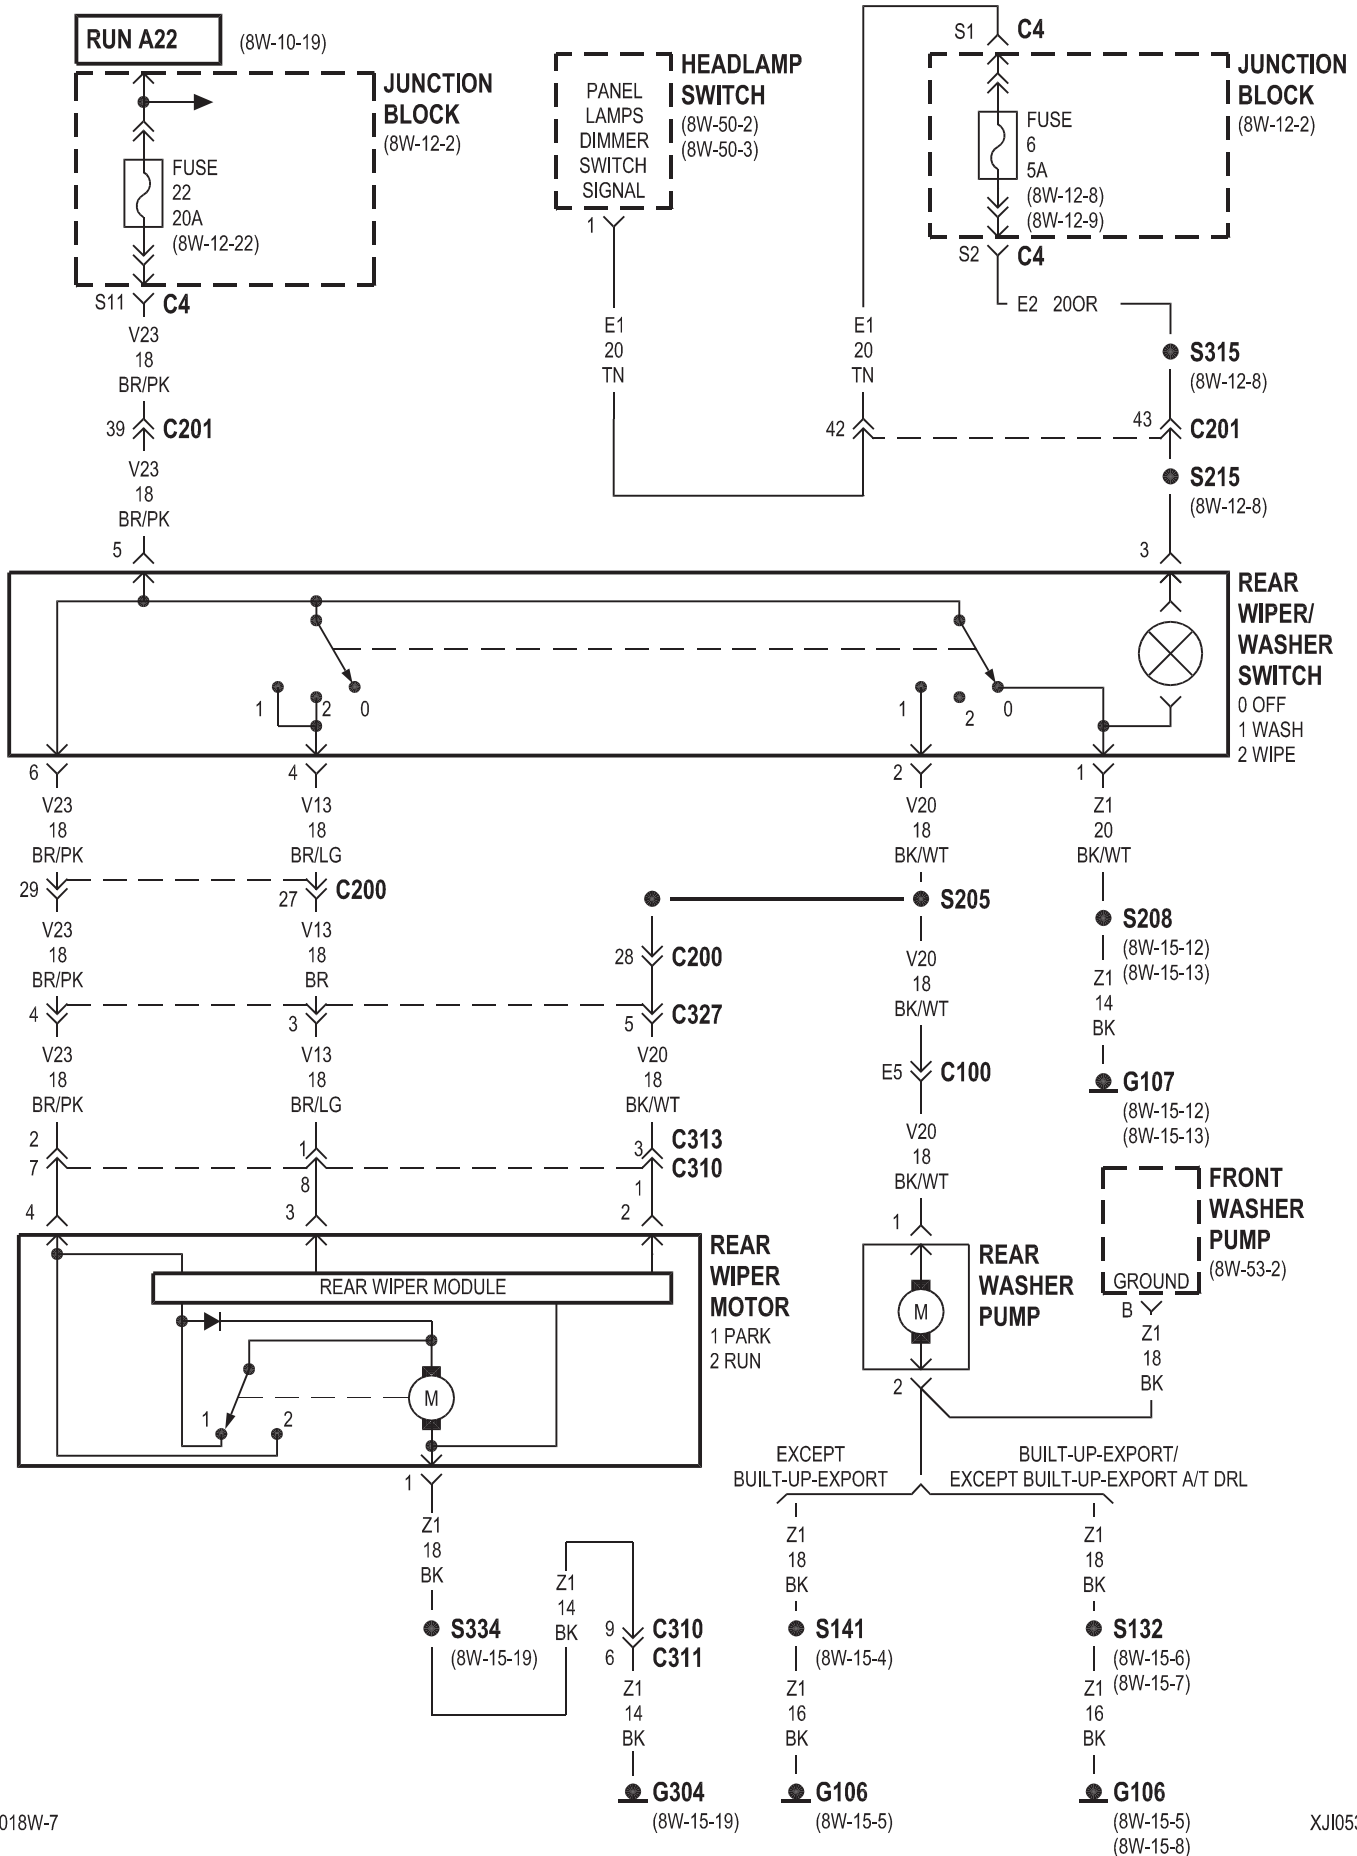 RUN A22
(8W-10-19)
JUNCTION
BLOCK
(8W-12-2)
FUSE
22
20A
(8W-12-22)
S11
C4
V23
18
BR/PK
39
C201
V23
18
BR/PK
5
HEADLAMP
SWITCH
(8W-50-2)
(8W-50-3)
PANEL
LAMPS
DIMMER
SWITCH
SIGNAL
1
E1
20
TN
E1
20
TN
42
S1
C4
JUNCTION
BLOCK
(8W-12-2)
FUSE
6
5A
(8W-12-8)
(8W-12-9)
S2
C4
E2 20OR
S315
(8W-12-8)
43
C201
S215
(8W-12-8)
3
REAR
WIPER/
WASHER
SWITCH
0 OFF
1 WASH
2 WIPE
1
2
0
1
2
0
6
4
2
1
V23
18
BR/PK
V13
18
BR/LG
V20
18
BK/WT
Z1
20
BK/WT
29
27
C200
S205
S208
(8W-15-12)
(8W-15-13)
V23
18
BR/PK
V13
18
BR
28
C200
V20
18
BK/WT
Z1
14
BK
4
3
5
C327
V23
18
BR/PK
V13
18
BR/LG
V20
18
BK/WT
E5
C100
G107
(8W-15-12)
(8W-15-13)
V20
18
BK/WT
2
1
3
C313
7
8
1
C310
4
3
2
1
FRONT
WASHER
PUMP
(8W-53-2)
GROUND
B
Z1
18
BK
REAR
WIPER
MOTOR
1 PARK
2 RUN
REAR WIPER MODULE
M
1
2
REAR
WASHER
PUMP
M
2
EXCEPT
BUILT-UP-EXPORT
BUILT-UP-EXPORT/
EXCEPT BUILT-UP-EXPORT A/T DRL
1
Z1
18
BK
S334
(8W-15-19)
Z1
14
BK
9
C310
6
C311
Z1
14
BK
G304
(8W-15-19)
Z1
18
BK
S141
(8W-15-4)
Z1
16
BK
G106
(8W-15-5)
Z1
18
BK
S132
(8W-15-6)
(8W-15-7)
Z1
16
BK
G106
(8W-15-5)
(8W-15-8)
018W-7
XJI053